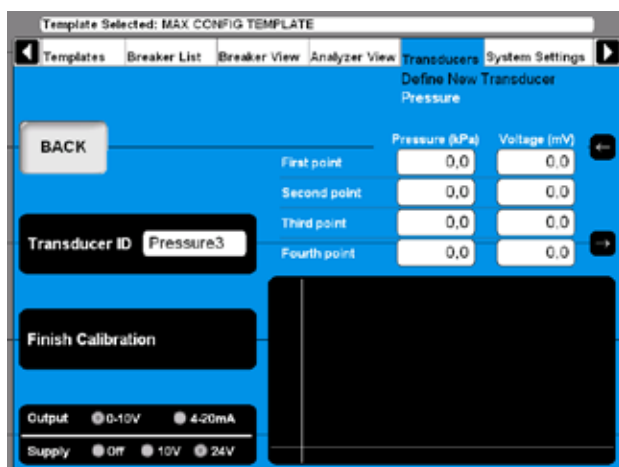 Template Selected: MAX CONFIG TEMPLATE
Templates Breaker List Breaker View Analyzer View Transducers System Settings
Define New Transducer
Pressure
BACK
Pressure (kPa) Voltage (mV)
First point 0,0 0,0
Second point 0,0 0,0
Third point 0,0 0,0
Fourth point 0,0 0,0
Transducer ID Pressure3
Finish Calibration
Output 0-10V 4-20mA
Supply Off 10V 24V